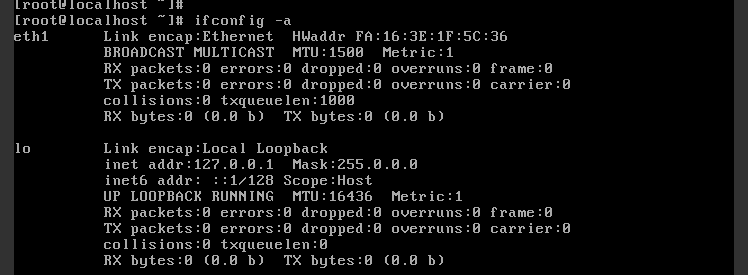 [root@localhost ~]#
[root@localhost ~]# ifconfig -a
eth1 Link encap:Ethernet HWaddr FA:16:3E:1F:5C:36
BROADCAST MULTICAST MTU:1500 Metric:1
RX packets:0 errors:0 dropped:0 overruns:0 frame:0
TX packets:0 errors:0 dropped:0 overruns:0 carrier:0
collisions:0 txqueuelen:1000
RX bytes:0 (0.0 b) TX bytes:0 (0.0 b)
lo Link encap:Local Loopback
inet addr:127.0.0.1 Mask:255.0.0.0
inet6 addr: ::1/128 Scope:Host
UP LOOPBACK RUNNING MTU:16436 Metric:1
RX packets:0 errors:0 dropped:0 overruns:0 frame:0
TX packets:0 errors:0 dropped:0 overruns:0 carrier:0
collisions:0 txqueuelen:0
RX bytes:0 (0.0 b) TX bytes:0 (0.0 b)